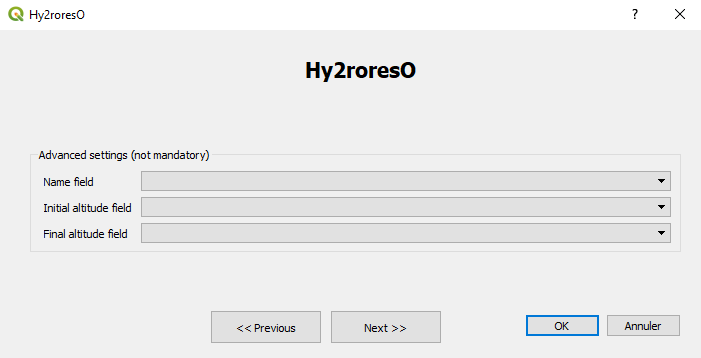 Hy2roresO
?
Hy2roresO
Advanced settings (not mandatory)
Name field
Initial altitude field
Final altitude field
<< Previous
Next >>
OK
Annuler